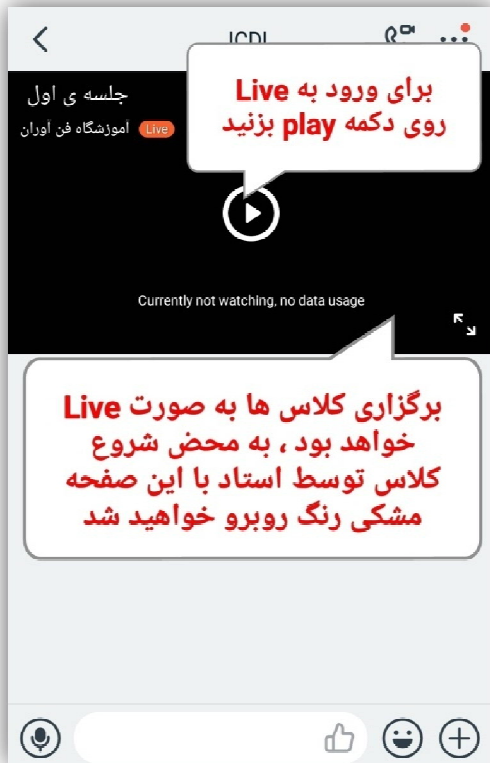 برای ورود به Live
روی دکمه play بزنید
جلسه ی اول
Live آموزشگاه فن آوران
Currently not watching, no data usage
برگزاری کلاس ها به صورت Live
خواهد بود ، به محض شروع
کلاس توسط استاد با این صفحه
مشکی رنگ روبرو خواهید شد